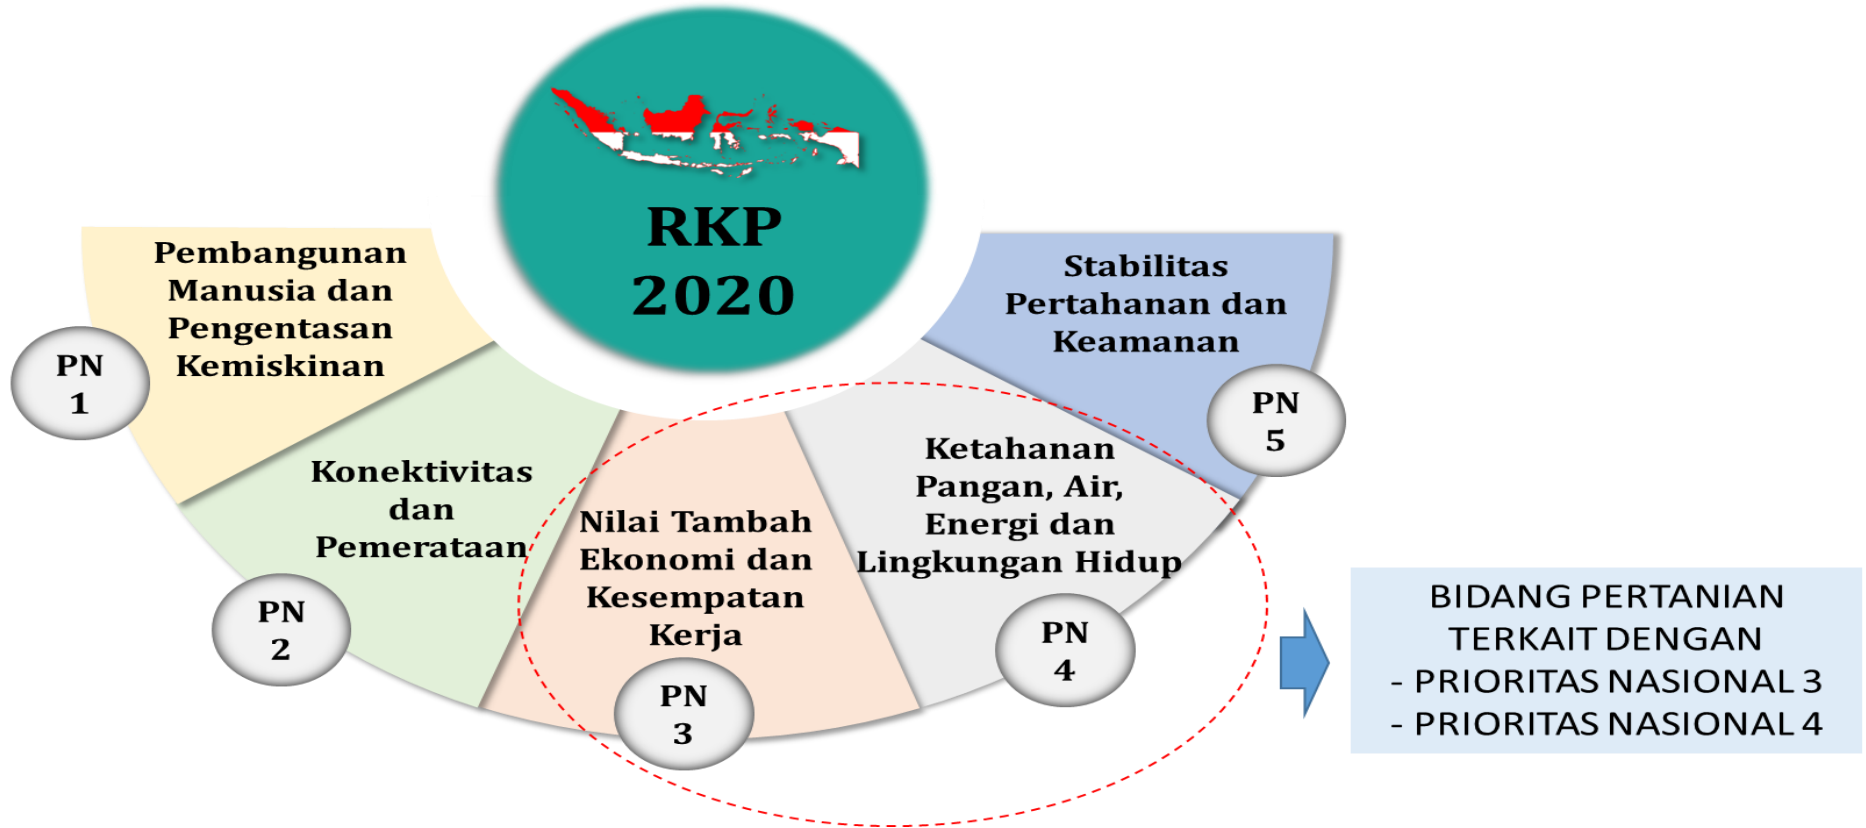 RKP
2020
Pembangunan
Manusia dan
Pengentasan
Kemiskinan
PN
1
Konektivitas
dan
Pemerataan
PN
2
Nilai Tambah
Ekonomi dan
Kesempatan
Kerja
PN
3
Ketahanan
Pangan, Air,
Energi dan
Lingkungan Hidup
PN
4
Stabilitas
Pertahanan dan
Keamanan
PN
5
BIDANG PERTANIAN
TERKAIT DENGAN
- PRIORITAS NASIONAL 3
- PRIORITAS NASIONAL 4